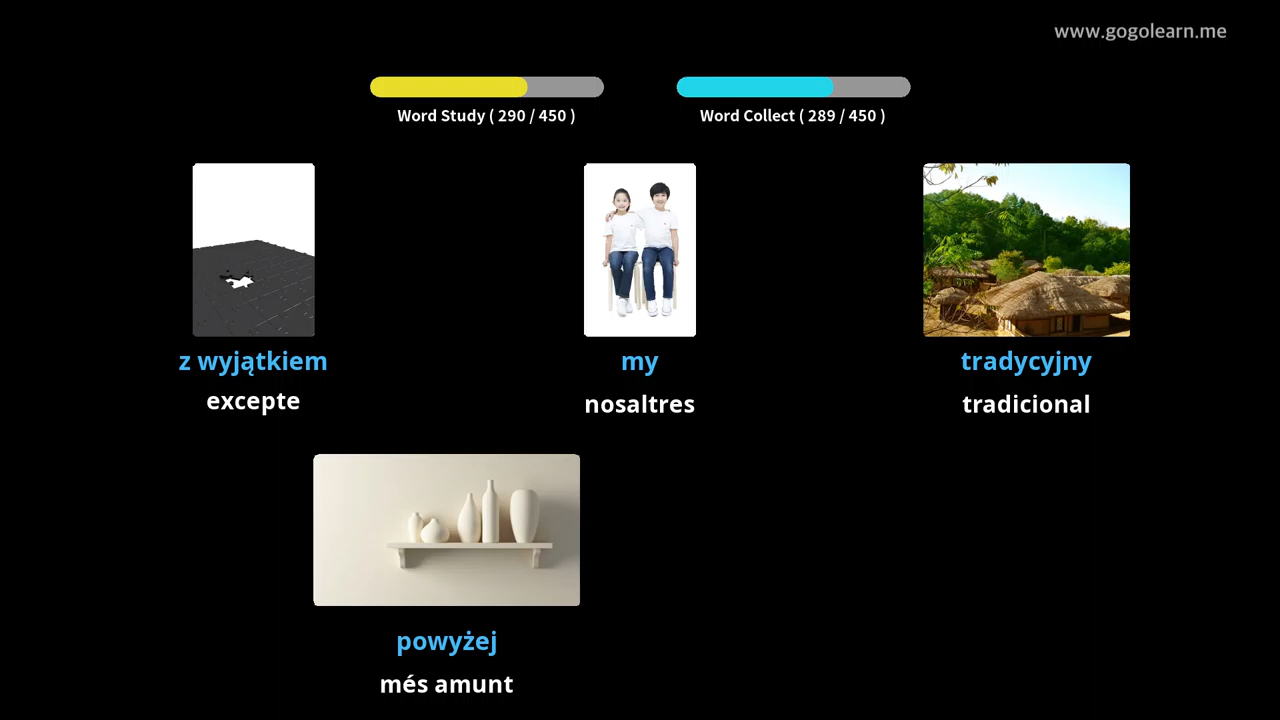 www.gogolearn.me
Word Study ( 290 / 450 )
Word Collect ( 289 / 450 )
z wyjątkiem
excepte
my
nosaltres
tradycyjny
tradicional
powyżej
més amunt